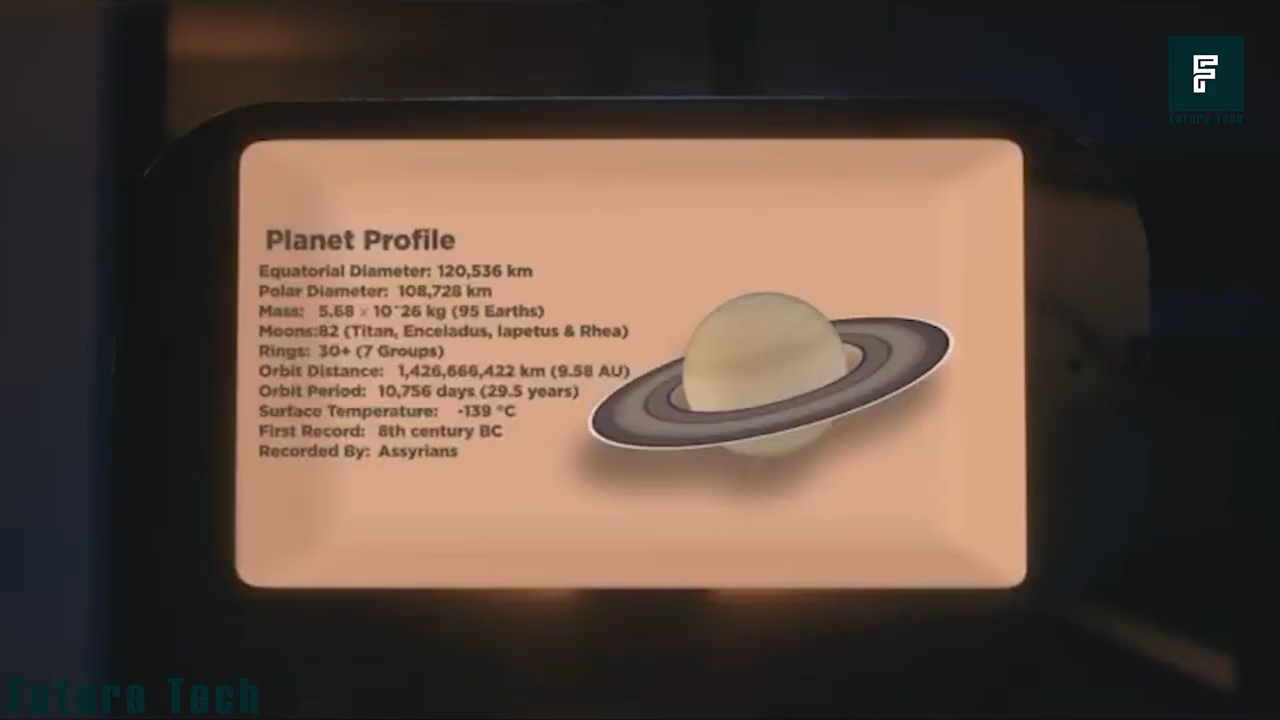 Future Tech
Planet Profile
Equatorial Diameter: 120,536 km
Polar Diameter: 108,728 km
Mass: 5.68 x 10^26 kg (95 Earths)
Moons:82 (Titan, Enceladus, Iapetus & Rhea)
Rings: 30+ (7 Groups)
Orbit Distance: 1,426,666,422 km (9.58 AU)
Orbit Period: 10,756 days (29.5 years)
Surface Temperature: -139 °C
First Record: 8th century BC
Recorded By: Assyrians
Future Tech